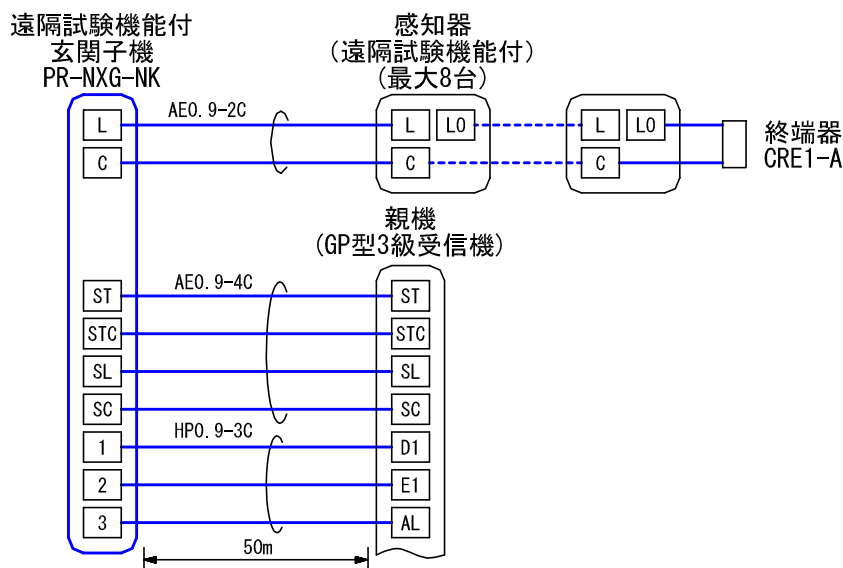 遠隔試験機能付
玄関子機
PR-NXG-NK
感知器
(遠隔試験機能付)
(最大8台)
AE0.9-2C
L
L
L0
L
L0
C
C
C
終端器
CRE1-A
親機
(GP型3級受信機)
AE0.9-4C
ST
ST
STC
STC
SL
SL
SC
SC
HP0.9-3C
1
D1
2
E1
3
AL
50m